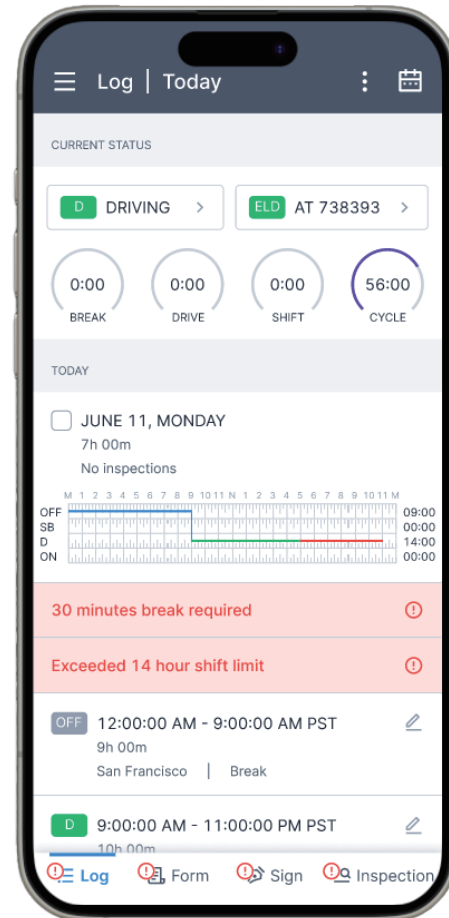 Log | Today
CURRENT STATUS
D DRIVING >
ELD AT 738393 >
0:00 0:00 0:00 56:00
BREAK DRIVE SHIFT CYCLE
TODAY
JUNE 11, MONDAY
7h 00m
No inspections
M 1 2 3 4 5 6 7 8 9 10 11 N 1 2 3 4 5 6 7 8 9 10 11 M
OFF 09:00
SB 00:00
D 14:00
ON 00:00
30 minutes break required
Exceeded 14 hour shift limit
OFF 12:00:00 AM - 9:00:00 AM PST
9h 00m
San Francisco | Break
D 9:00:00 AM - 11:00:00 PM PST
10h 00m
Log Form Sign Inspection